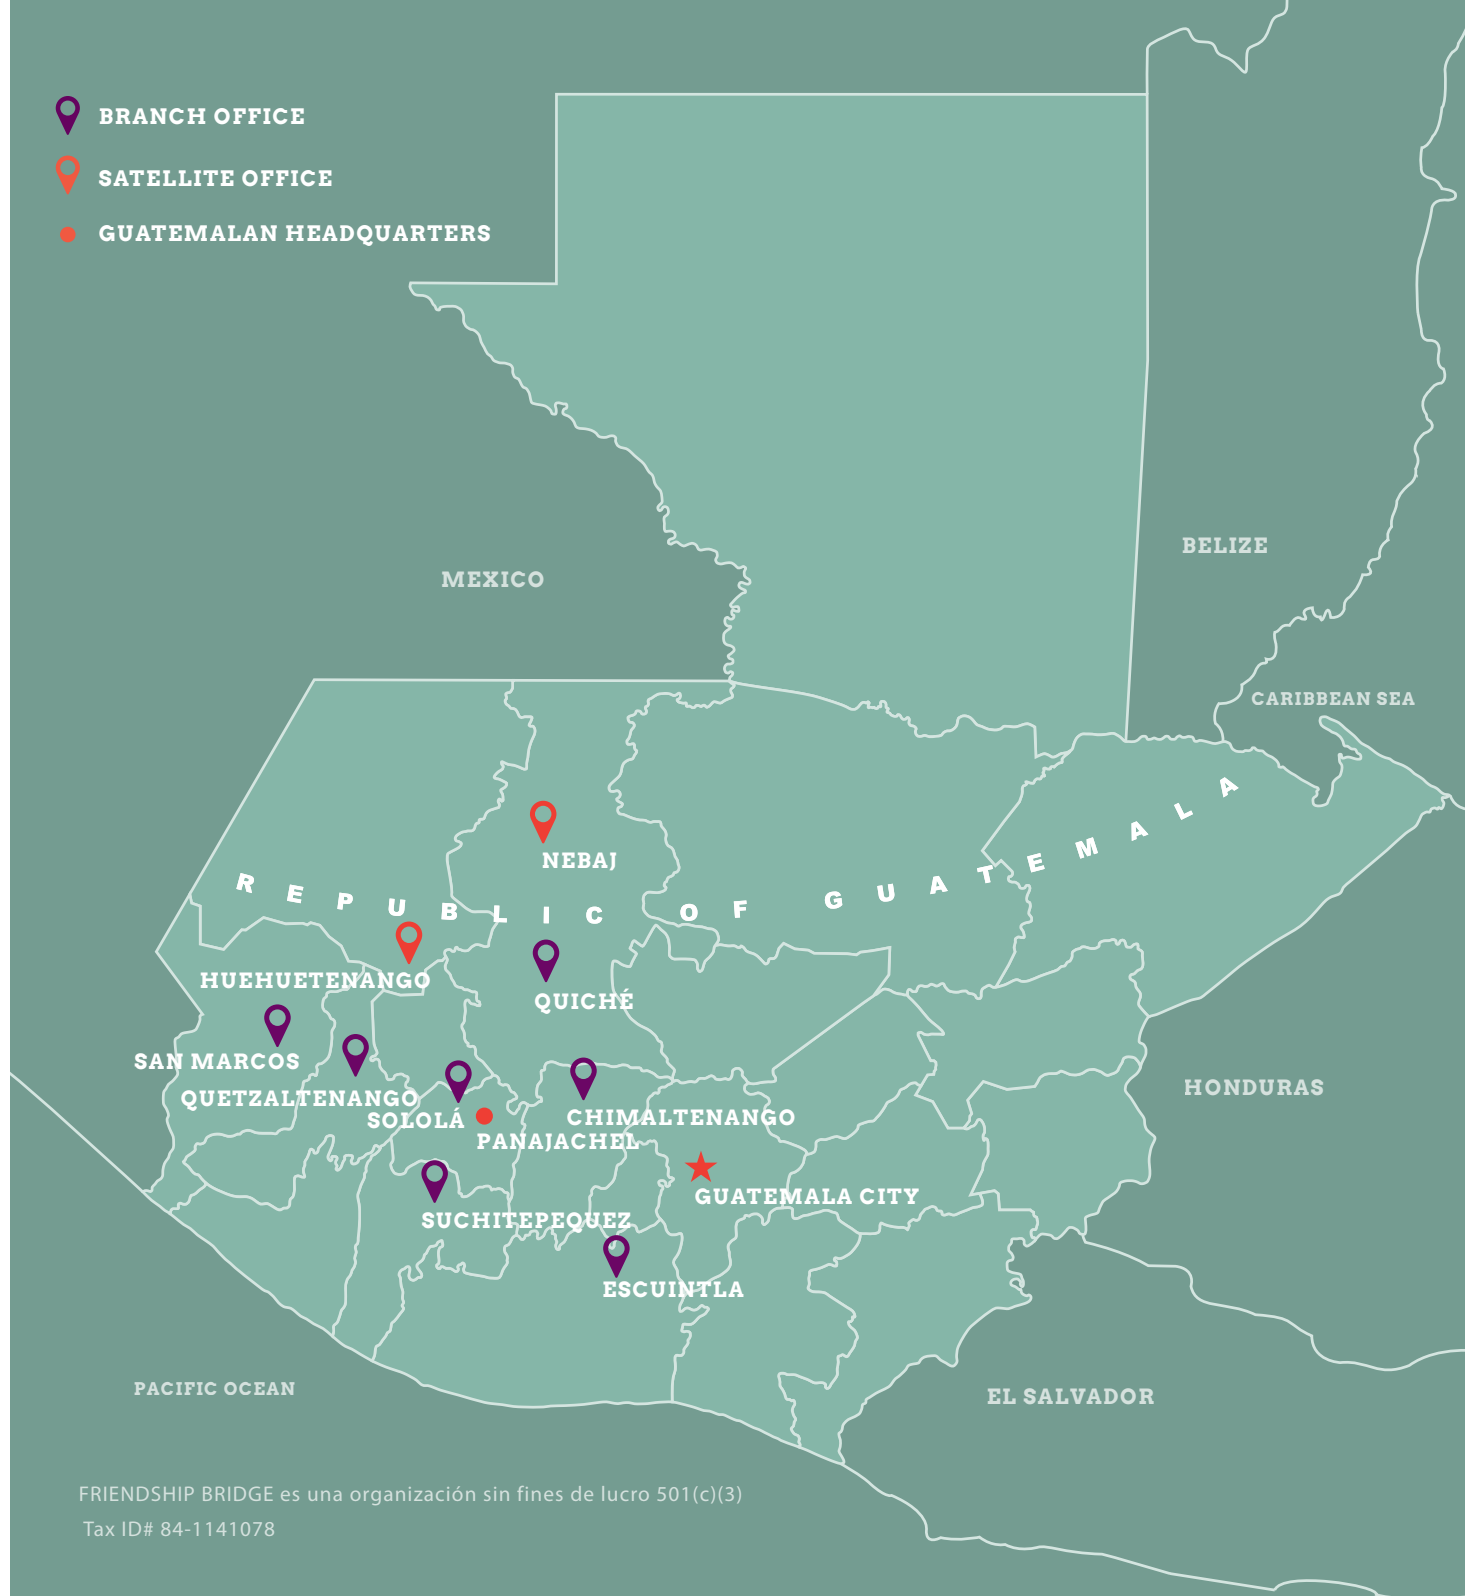 BRANCH OFFICE
SATELLITE OFFICE
GUATEMALAN HEADQUARTERS
BELIZE
MEXICO
CARIBBEAN SEA
REPUBLIC OF GUATEMALA
NEBAJ
HUEHUETENANGO
QUICHÉ
SAN MARCOS
QUETZALTENANGO
SOLOLÁ
CHIMALTENANGO
PANAJACHEL
HONDURAS
GUATEMALA CITY
SUCHITEPEQUEZ
ESCUINTLA
PACIFIC OCEAN
EL SALVADOR
FRIENDSHIP BRIDGE es una organización sin fines de lucro 501(c)(3)
Tax ID# 84-1141078